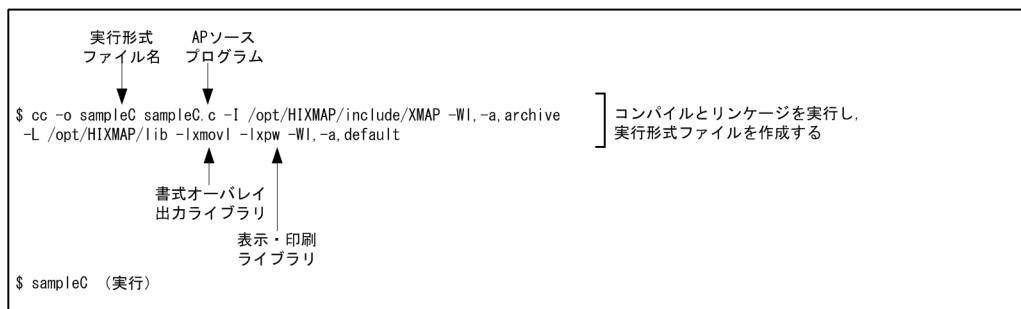 実行形式
ファイル名
APソース
プログラム
$ cc -o sampleC sampleC.c -I /opt/HIXMAP/include/XMAP -Wl,-a,archive
-L /opt/HIXMAP/lib -lxmovl -lxpw -Wl,-a,default
コンパイルとリンケージを実行し,
実行形式ファイルを作成する
書式オーバレイ
出力ライブラリ
表示・印刷
ライブラリ
$ sampleC （実行）